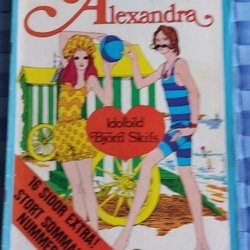 Alexandra
Idolbild
Björn Skifs
16 SIDOR EXTRA!
STORT SOMMAR
NUMMER